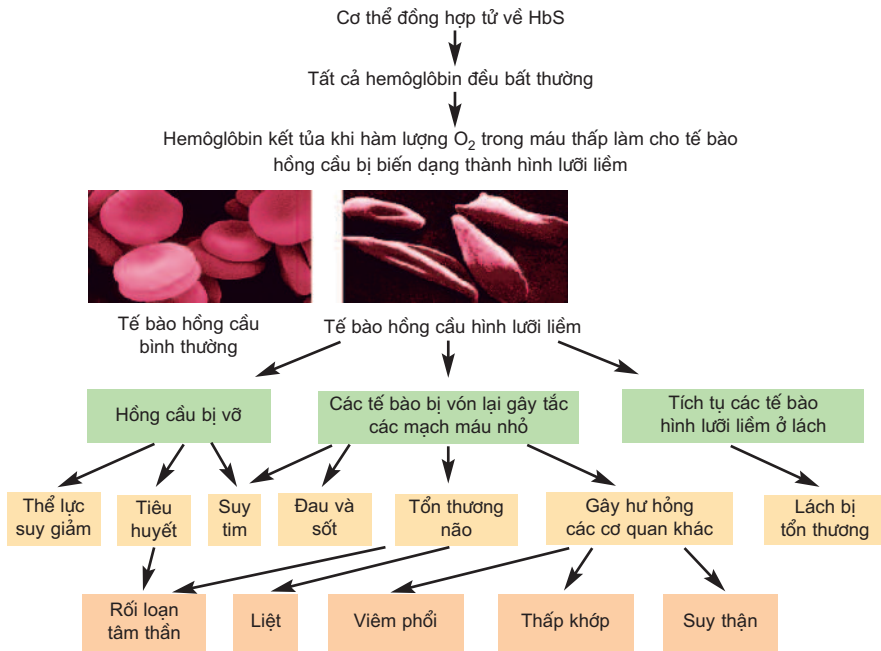 Cơ thể đồng hợp tử về HbS
Tất cả hemôglôbin đều bất thường
Hemôglôbin kết tủa khi hàm lượng O₂ trong máu thấp làm cho tế bào
hồng cầu bị biến dạng thành hình lưỡi liềm
Tế bào hồng cầu
bình thường
Tế bào hồng cầu hình lưỡi liềm
Hồng cầu bị vỡ
Các tế bào bị vón lại gây tắc
các mạch máu nhỏ
Tích tụ các tế bào
hình lưỡi liềm ở lách
Thể lực
suy giảm
Tiêu
huyết
Suy
tim
Đau và
sốt
Tổn thương
não
Gây hư hỏng
các cơ quan khác
Lách bị
tổn thương
Rối loạn
tâm thần
Liệt
Viêm phổi
Thấp khớp
Suy thận